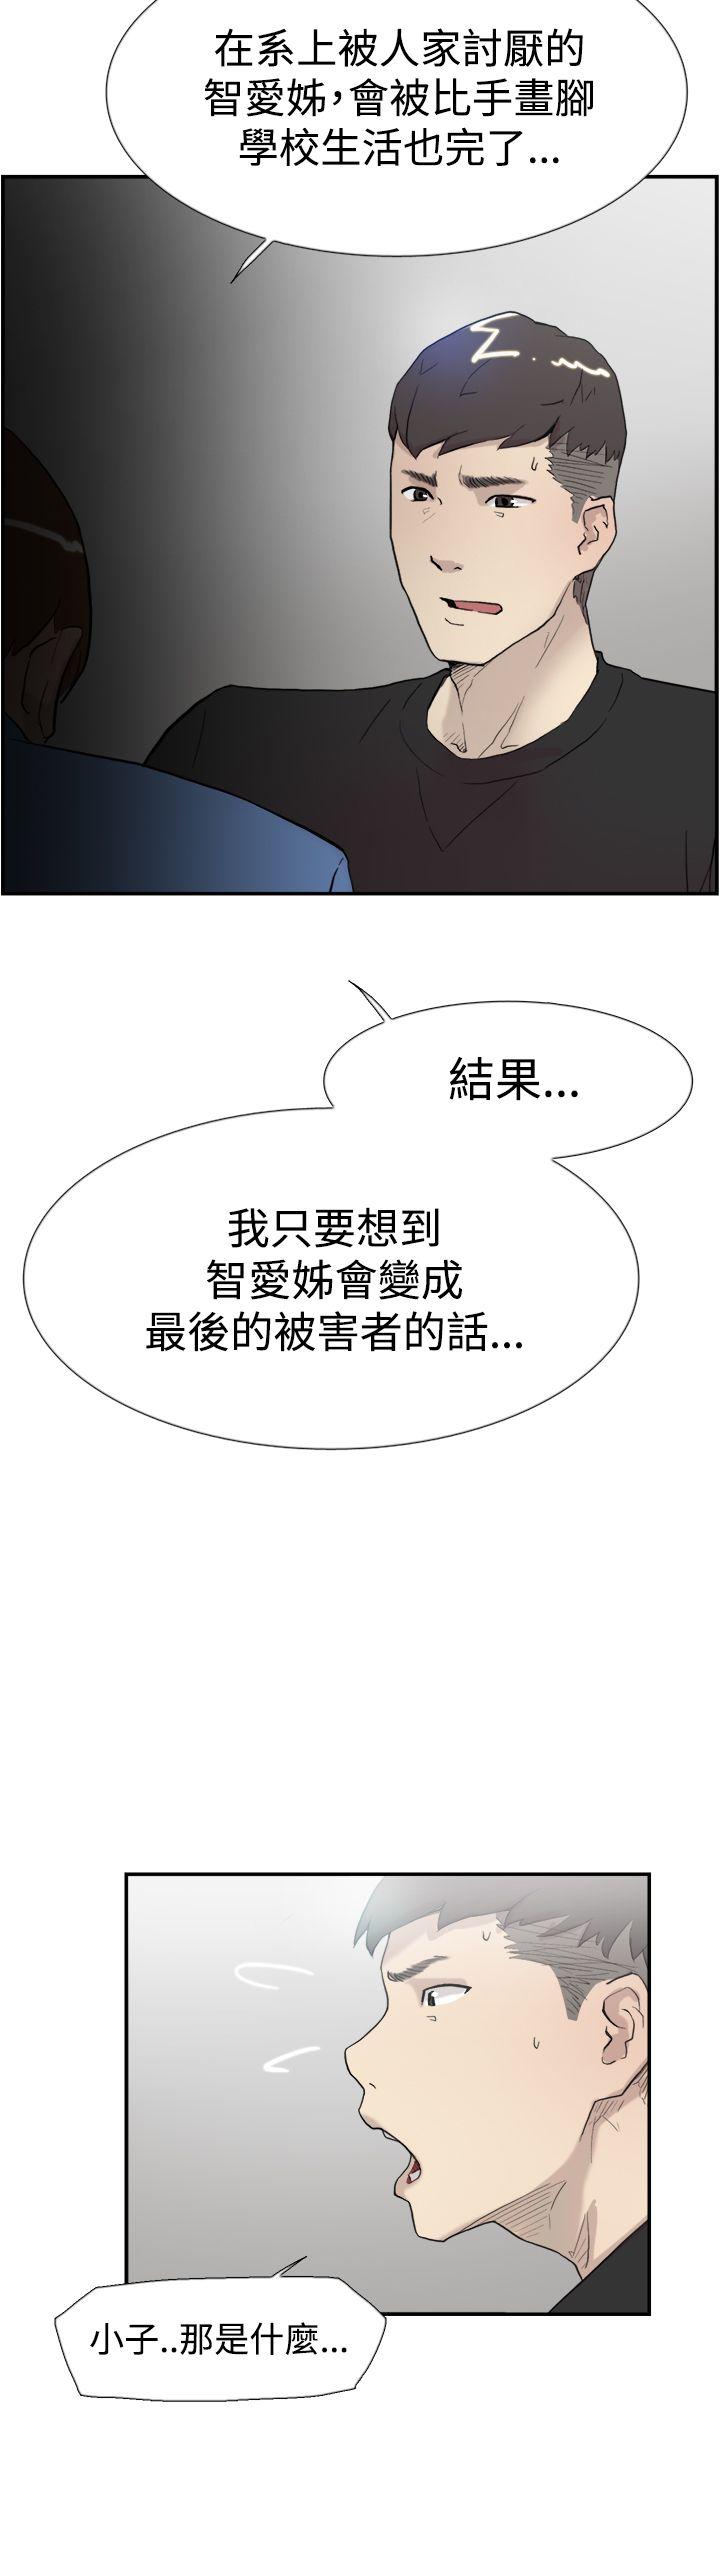 在系上被人家討厭的
智愛姊，會被比手畫腳
學校生活也完了...
結果...
我只要想到
智愛姊會變成
最後的被害者的話...
小子..那是什麼...